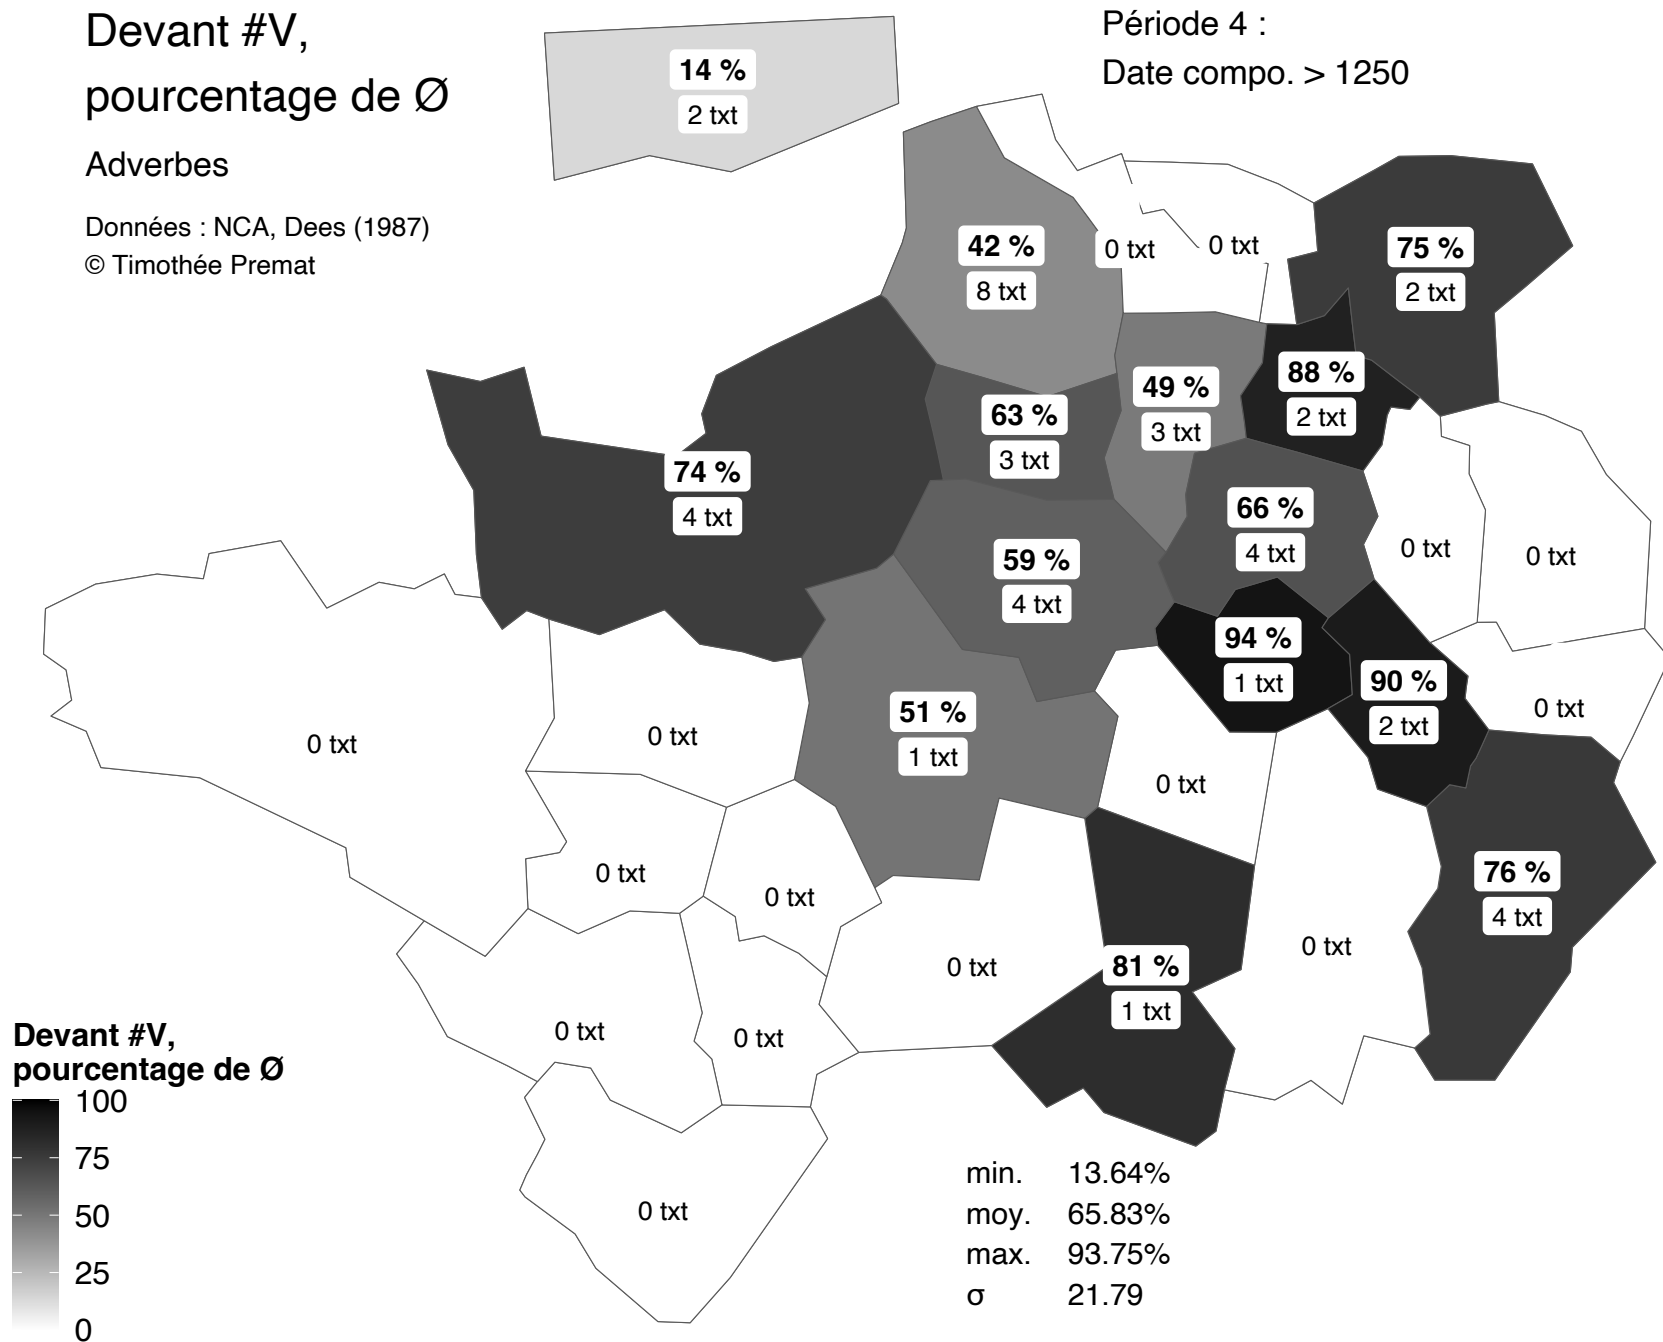 Devant #V,
pourcentage de Ø
Adverbes
Données : NCA, Dees (1987)
© Timothée Premat
Période 4 :
Date compo. > 1250
14 %
2 txt
42 %
8 txt
0 txt
0 txt
75 %
2 txt
88 %
2 txt
49 %
3 txt
63 %
3 txt
74 %
4 txt
66 %
4 txt
59 %
4 txt
0 txt
0 txt
94 %
1 txt
90 %
2 txt
0 txt
51 %
1 txt
0 txt
0 txt
0 txt
0 txt
0 txt
76 %
4 txt
0 txt
81 %
1 txt
0 txt
0 txt
0 txt
0 txt
Devant #V,
pourcentage de Ø
100
75
50
25
0
min. 13.64%
moy. 65.83%
max. 93.75%
σ 21.79